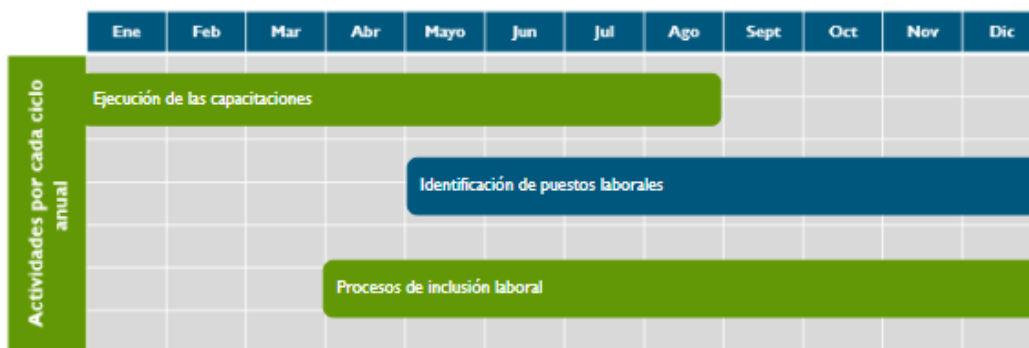 Ene Feb Mar Abr Mayo Jun Jul Ago Sept Oct Nov Dic
Actividades por cada ciclo
anual
Ejecución de las capacitaciones
Identificación de puestos laborales
Procesos de inclusión laboral